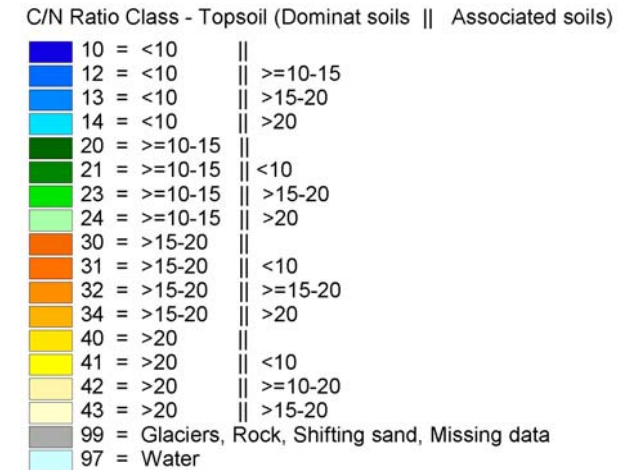 C/N Ratio Class - Topsoil (Dominat soils || Associated soils)
10 = <10 ||
12 = <10 || >=10-15
13 = <10 || >15-20
14 = <10 || >20
20 = >=10-15 ||
21 = >=10-15 || <10
23 = >=10-15 || >15-20
24 = >=10-15 || >20
30 = >15-20 ||
31 = >15-20 || <10
32 = >15-20 || >=15-20
34 = >15-20 || >20
40 = >20 ||
41 = >20 || <10
42 = >20 || >=10-20
43 = >20 || >15-20
99 = Glaciers, Rock, Shifting sand, Missing data
97 = Water